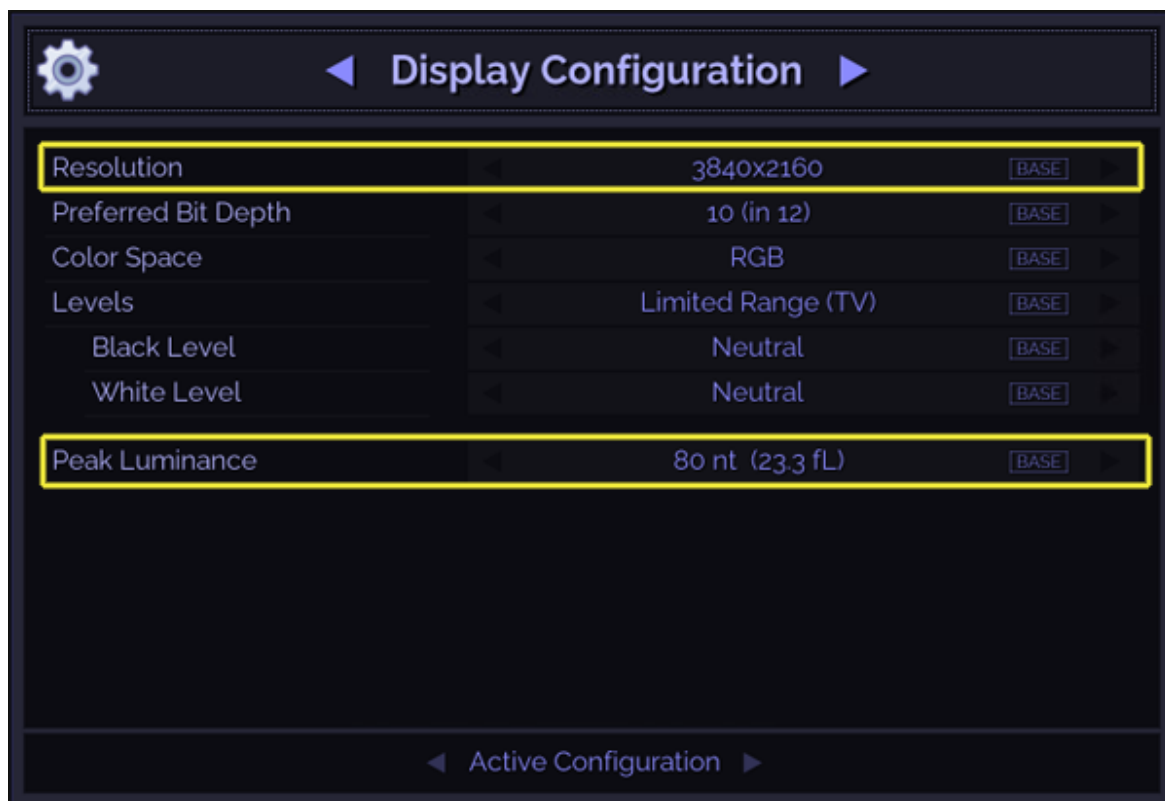 Display Configuration
Resolution 3840x2160 BASE
Preferred Bit Depth 10 (in 12) BASE
Color Space RGB BASE
Levels Limited Range (TV) BASE
Black Level Neutral BASE
White Level Neutral BASE
Peak Luminance 80 nt (23.3 fL) BASE
Active Configuration